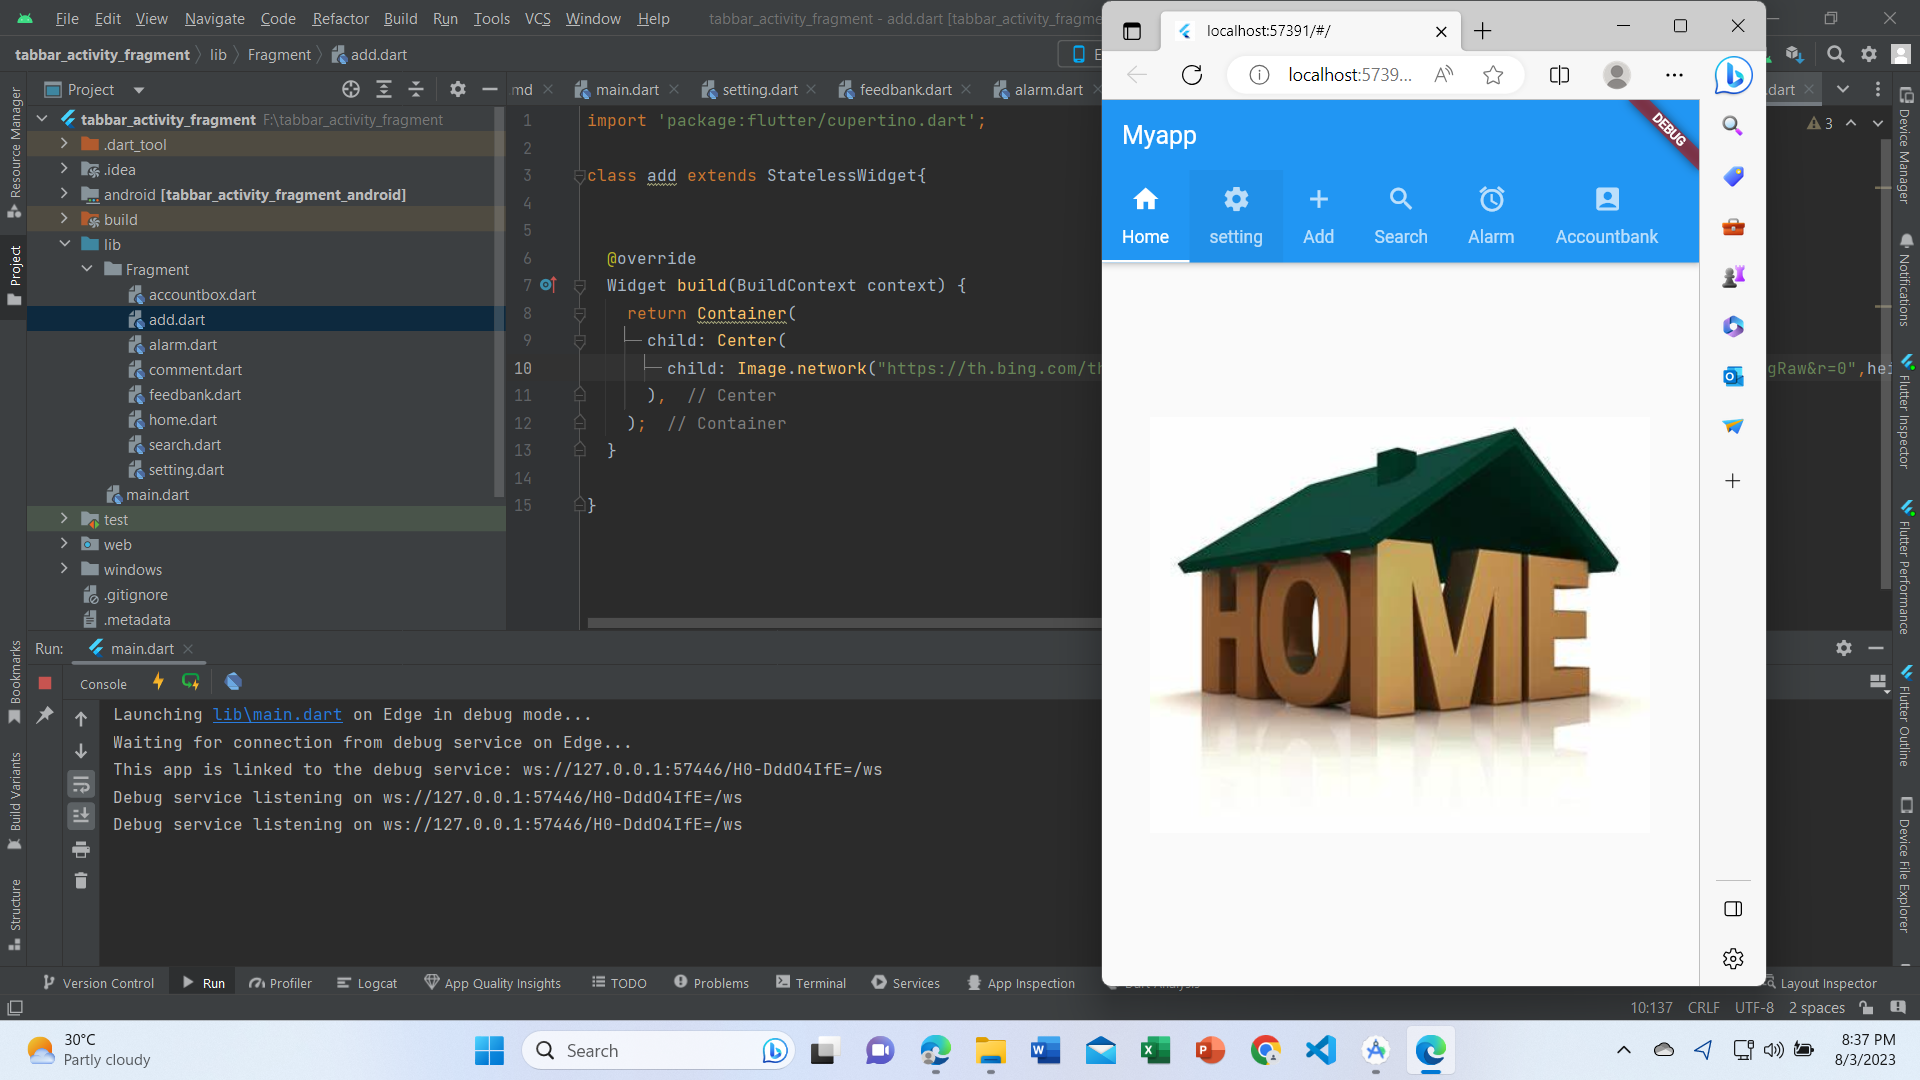 File Edit View Navigate Code Refactor Build Run Tools VCS Window Help tabbar_activity_fragment - add.dart [tabbar_activity_fragme
tabbar_activity_fragment lib Fragment add.dart
Project
md main.dart setting.dart feedbank.dart alarm.dart .dart
Resource Manager
Project
Bookmarks
Build Variants
Structure
tabbar_activity_fragment F:\tabbar_activity_fragment
.dart_tool
.idea
android [tabbar_activity_fragment_android]
build
lib
Fragment
accountbox.dart
add.dart
alarm.dart
comment.dart
feedbank.dart
home.dart
search.dart
setting.dart
main.dart
test
web
windows
.gitignore
.metadata
1 import 'package:flutter/cupertino.dart';
2
3 class add extends StatelessWidget{
4
5
6 @override
7 Widget build(BuildContext context) {
8 return Container(
9 child: Center(
10 child: Image.network("https://th.bing.com/th gRaw&r=0",hei
11 ), // Center
12 ); // Container
13 }
14
15 }
3
localhost:57391/#/
localhost:5739...
Myapp
DEBUG
Home setting Add Search Alarm Accountbank
HOME
Device Manager
Notifications
Flutter Inspector
Flutter Performance
Flutter Outline
Device File Explorer
Run: main.dart
Console
Launching lib\main.dart on Edge in debug mode...
Waiting for connection from debug service on Edge...
This app is linked to the debug service: ws://127.0.0.1:57446/H0-DddO4IfE=/ws
Debug service listening on ws://127.0.0.1:57446/H0-DddO4IfE=/ws
Debug service listening on ws://127.0.0.1:57446/H0-DddO4IfE=/ws
Version Control Run Profiler Logcat App Quality Insights TODO Problems Terminal Services App Inspection Layout Inspector
10:137 CRLF UTF-8 2 spaces
30°C
Partly cloudy
Search
8:37 PM
8/3/2023